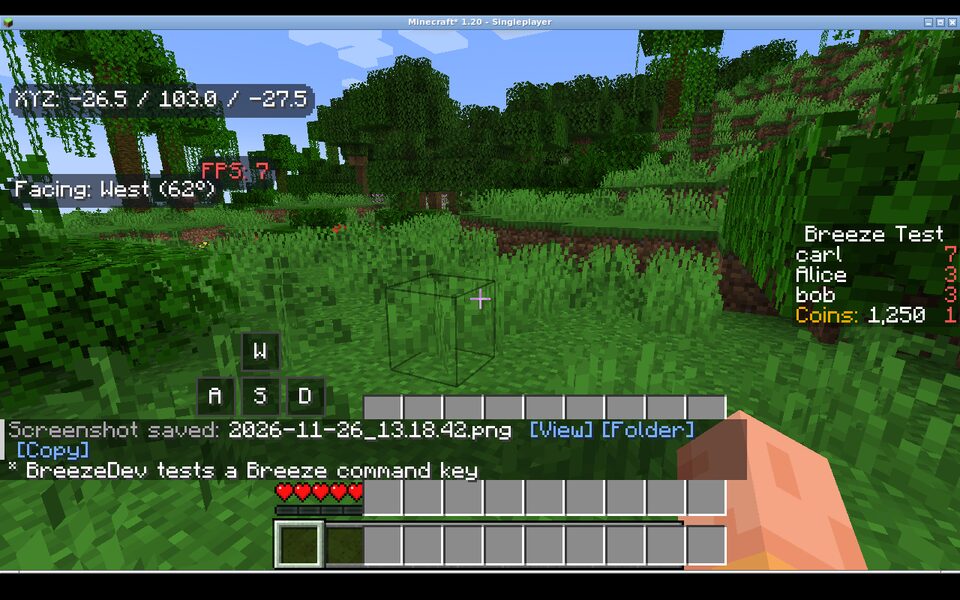 Minecraft* 1.20 - Singleplayer
XYZ: -26.5 / 103.0 / -27.5
FPS: 7
Facing: West (62°)
Breeze Test
carl 7
Alice 3
bob 3
Coins: 1,250 1
W
A S D
Screenshot saved: 2026-11-26_13.18.42.png [View] [Folder]
[Copy]
* BreezeDev tests a Breeze command key